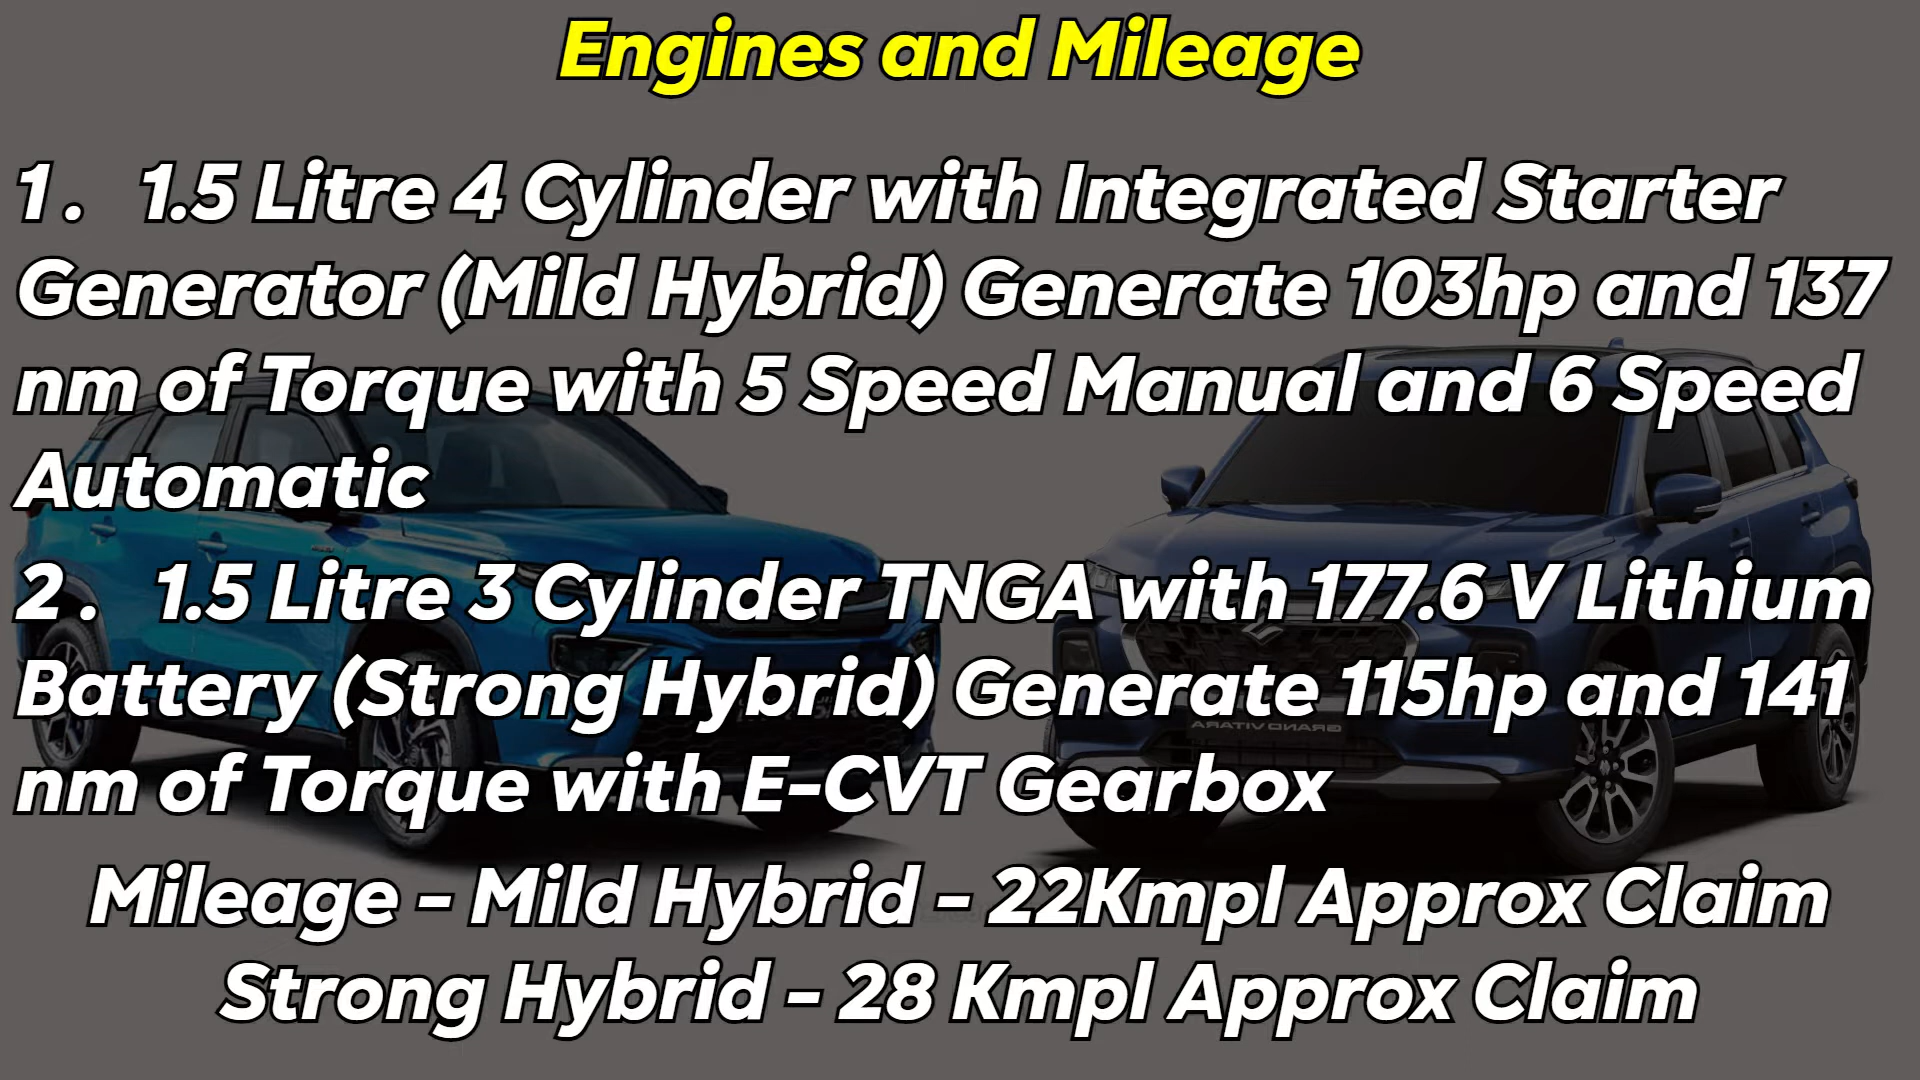 Engines and Mileage
1. 1.5 Litre 4 Cylinder with Integrated Starter
Generator (Mild Hybrid) Generate 103hp and 137
nm of Torque with 5 Speed Manual and 6 Speed
Automatic
2. 1.5 Litre 3 Cylinder TNGA with 177.6 V Lithium
Battery (Strong Hybrid) Generate 115hp and 141
nm of Torque with E-CVT Gearbox
GRAND VITARA
Mileage - Mild Hybrid - 22Kmpl Approx Claim
Strong Hybrid - 28 Kmpl Approx Claim